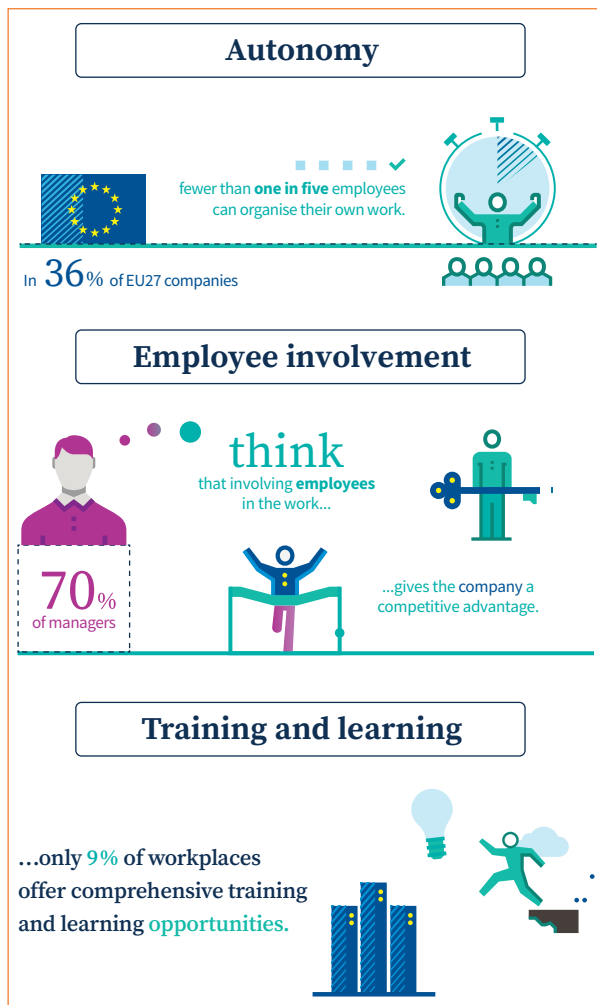 Autonomy
fewer than one in five employees
can organise their own work.
In 36% of EU27 companies
Employee involvement
think
that involving employees
in the work...
70%
of managers
...gives the company a
competitive advantage.
Training and learning
...only 9% of workplaces
offer comprehensive training
and learning opportunities.